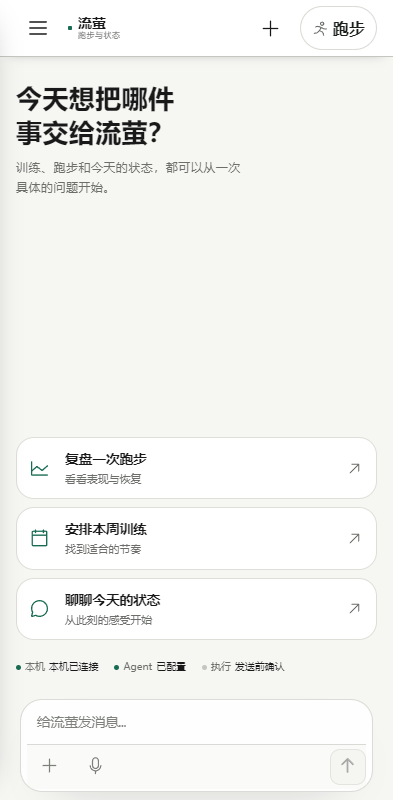 流萤
跑步与状态
跑步
今天想把哪件
事交给流萤？
训练、跑步和今天的状态，都可以从一次
具体的问题开始。
复盘一次跑步
看看表现与恢复
安排本周训练
找到适合的节奏
聊聊今天的状态
从此刻的感受开始
本机 本机已连接 Agent 已配置 执行 发送前确认
给流萤发消息...